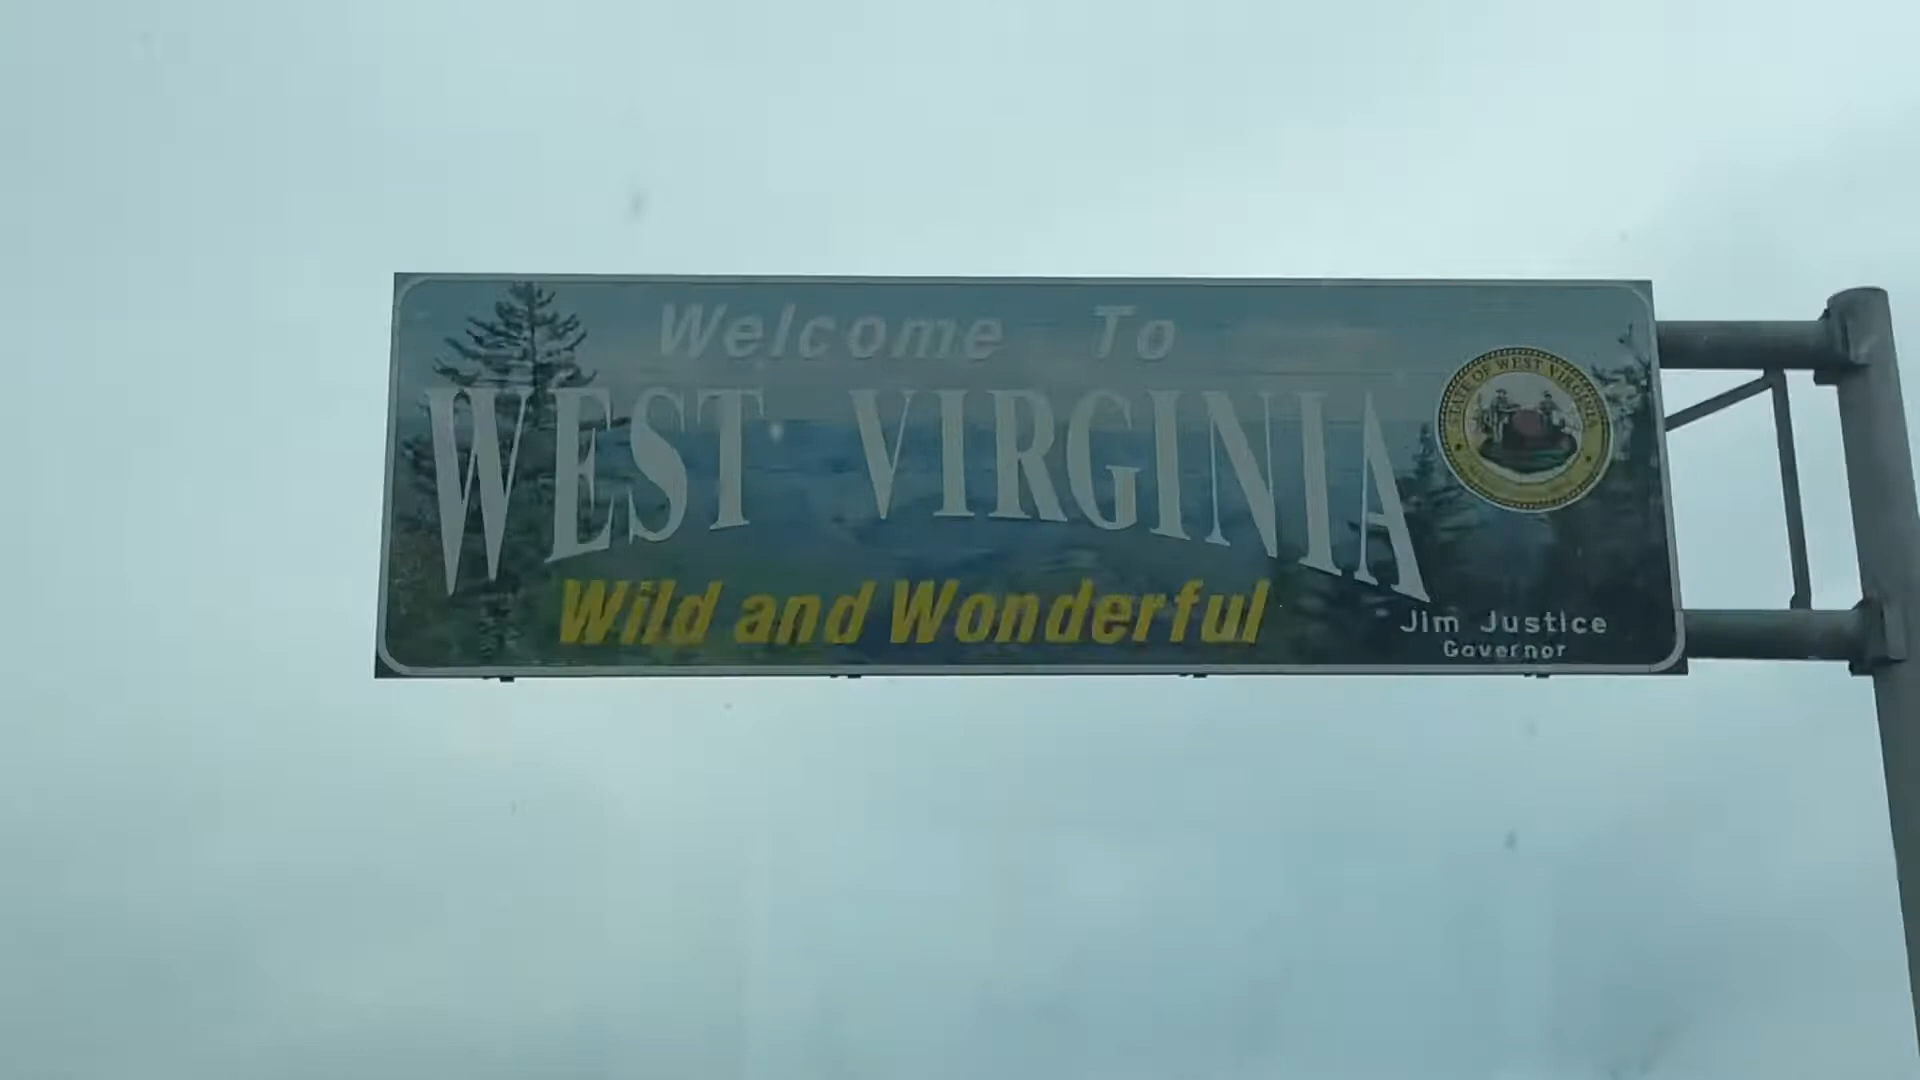 Welcome To
WEST VIRGINIA
STATE OF WEST VIRGINIA
Wild and Wonderful
Jim Justice
Governor